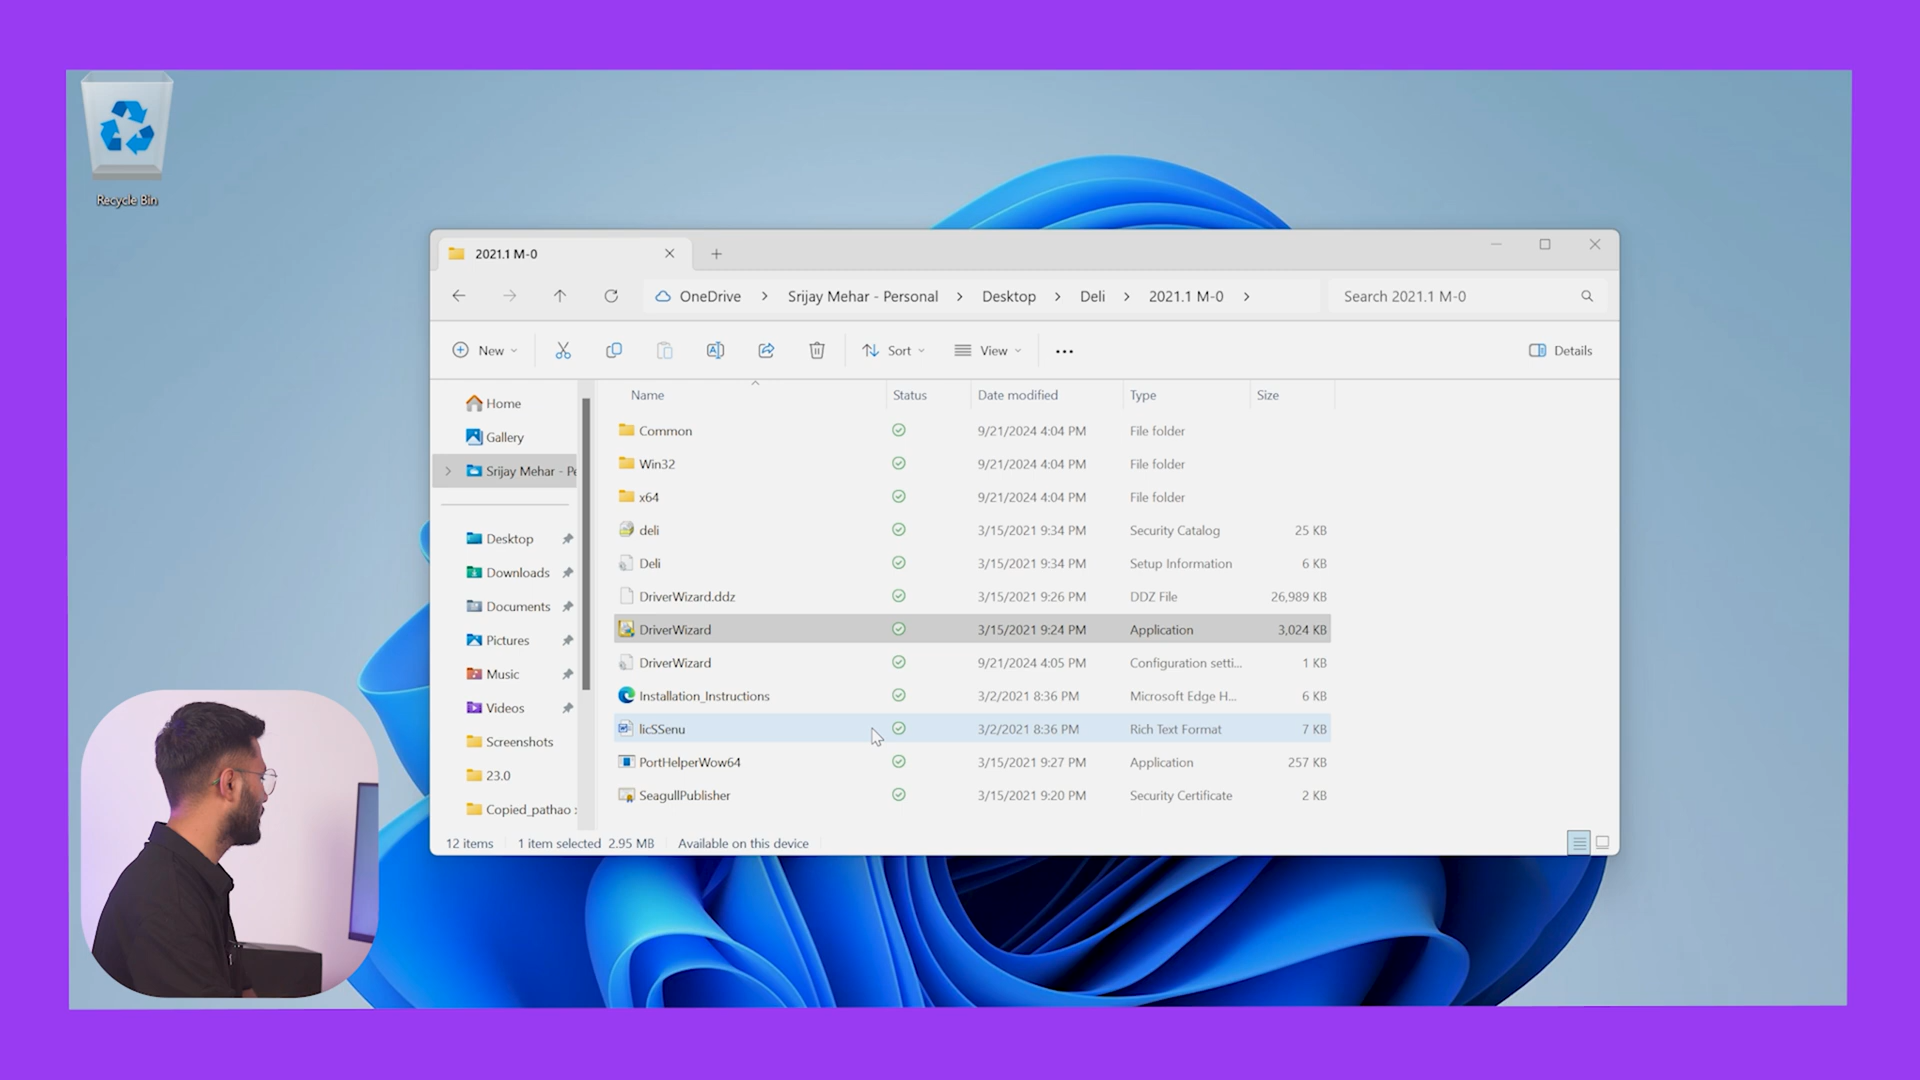 Recycle Bin
2021.1 M-0
OneDrive > Srijay Mehar - Personal > Desktop > Deli > 2021.1 M-0 >
Search 2021.1 M-0
New
Sort
View
Details
Home
Gallery
Srijay Mehar - Pe
Desktop
Downloads
Documents
Pictures
Music
Videos
Screenshots
23.0
Copied_pathao :
Name Status Date modified Type Size
Common 9/21/2024 4:04 PM File folder
Win32 9/21/2024 4:04 PM File folder
x64 9/21/2024 4:04 PM File folder
deli 3/15/2021 9:34 PM Security Catalog 25 KB
Deli 3/15/2021 9:34 PM Setup Information 6 KB
DriverWizard.ddz 3/15/2021 9:26 PM DDZ File 26,989 KB
DriverWizard 3/15/2021 9:24 PM Application 3,024 KB
DriverWizard 9/21/2024 4:05 PM Configuration setti... 1 KB
Installation_Instructions 3/2/2021 8:36 PM Microsoft Edge H... 6 KB
licSSenu 3/2/2021 8:36 PM Rich Text Format 7 KB
PortHelperWow64 3/15/2021 9:27 PM Application 257 KB
SeagullPublisher 3/15/2021 9:20 PM Security Certificate 2 KB
12 items 1 item selected 2.95 MB Available on this device